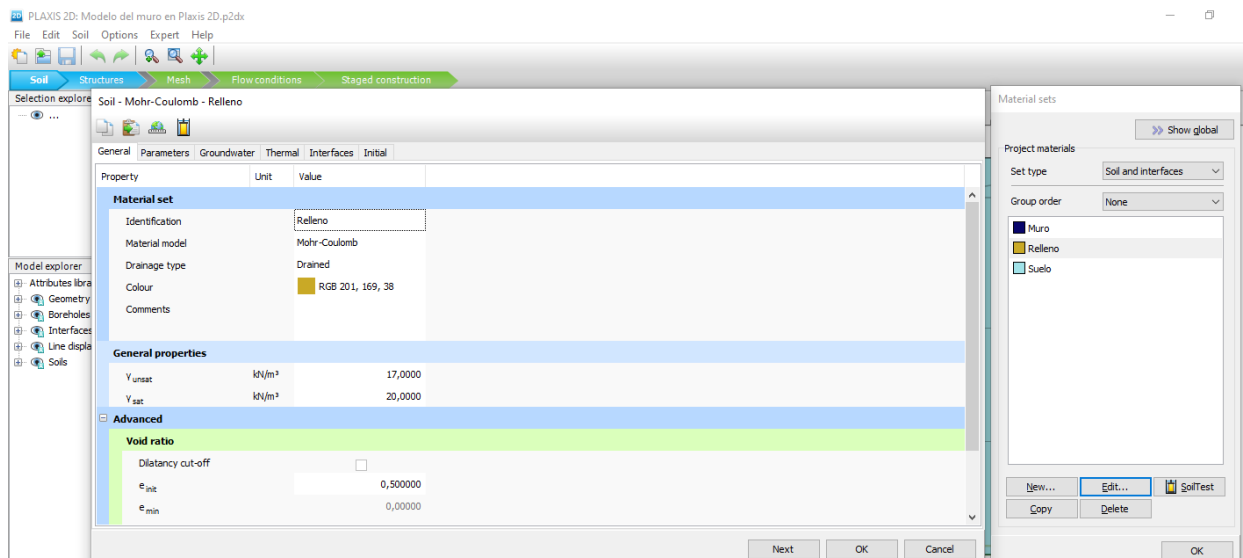 PLAXIS 2D: Modelo del muro en Plaxis 2D.p2dx
File Edit Soil Options Expert Help
Soil Structures Mesh Flow conditions Staged construction
Selection explore
...
Model explorer
Attributes libra
Geometry
Boreholes
Interfaces
Line displa
Soils
Soil - Mohr-Coulomb - Relleno
General Parameters Groundwater Thermal Interfaces Initial
Property Unit Value
Material set
Identification Relleno
Material model Mohr-Coulomb
Drainage type Drained
Colour RGB 201, 169, 38
Comments
General properties
γ unsat kN/m³ 17,0000
γ sat kN/m³ 20,0000
Advanced
Void ratio
Dilatancy cut-off
e init 0,500000
e min 0,00000
Next OK Cancel
Material sets
Show global
Project materials
Set type Soil and interfaces
Group order None
Muro
Relleno
Suelo
New... Edit... SoilTest
Copy Delete
OK